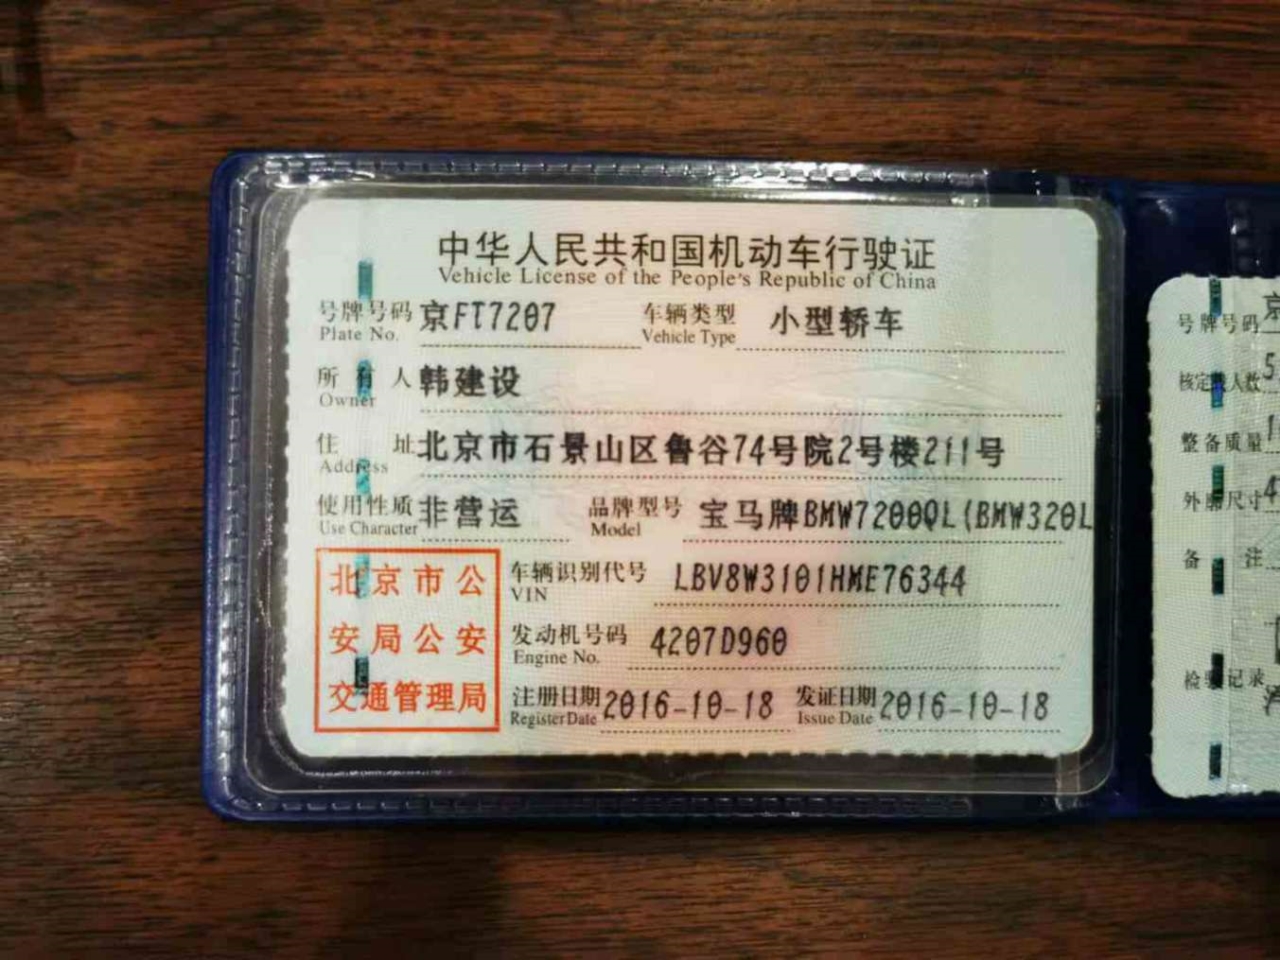 中华人民共和国机动车行驶证
Vehicle License of the People's Republic of China
号牌号码 京FT7207 车辆类型 小型轿车
Plate No. Vehicle Type
所有人 韩建设
Owner
住址 北京市石景山区鲁谷74号院2号楼211号
Address
使用性质 非营运 品牌型号 宝马牌BMW7200QL(BMW320L
Use Character Model
北京市公
安局公安
交通管理局
车辆识别代号 LBV8W3101HME76344
VIN
发动机号码 4207D960
Engine No.
注册日期 2016-10-18 发证日期 2016-10-18
Register Date Issue Date
号牌号码 京
核定载人数 5
整备质量 1
外廓尺寸 4
备注
检验记录